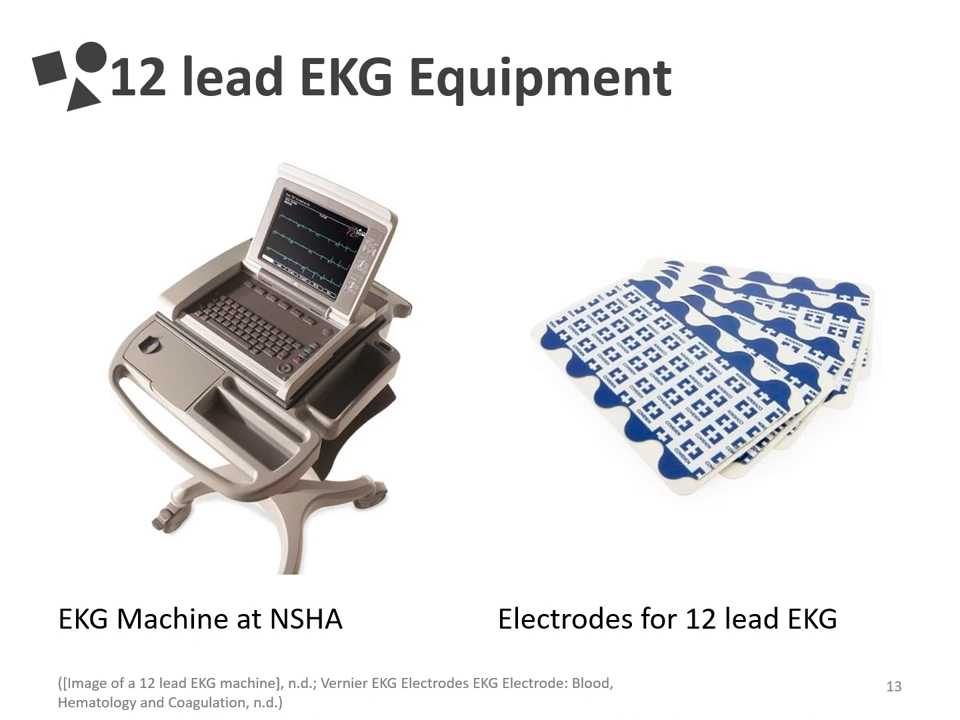 12 lead EKG Equipment
COVIDIEN
EKG Machine at NSHA
Electrodes for 12 lead EKG
([Image of a 12 lead EKG machine], n.d.; Vernier EKG Electrodes EKG Electrode: Blood,
Hematology and Coagulation, n.d.)
13